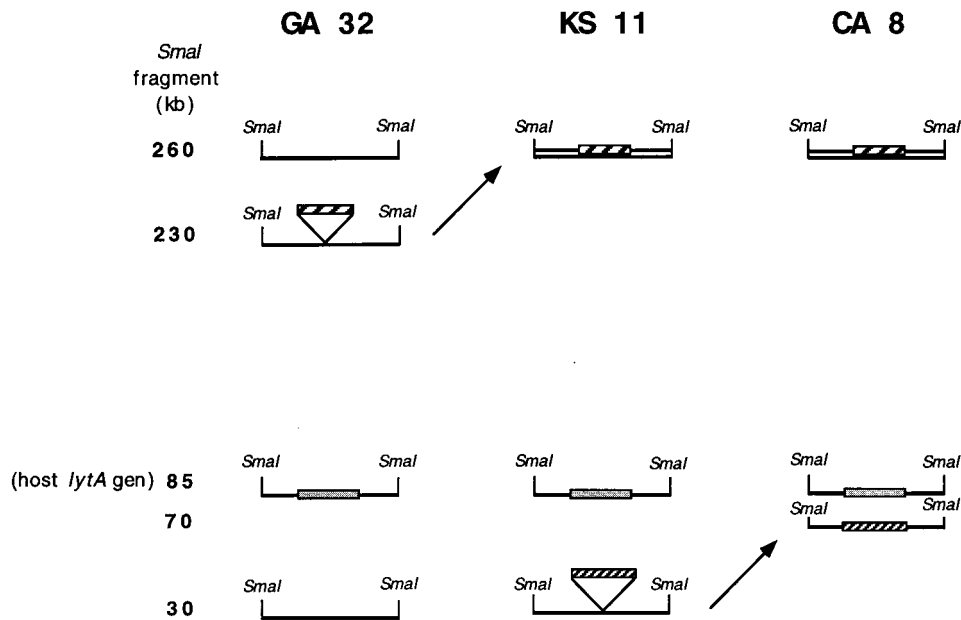 GA 32 KS 11 CA 8
SmaI
fragment
(kb)
SmaI SmaI SmaI SmaI SmaI SmaI
260
SmaI SmaI
230
SmaI SmaI SmaI SmaI SmaI SmaI
(host lytA gen) 85
SmaI SmaI
70
SmaI SmaI SmaI SmaI
30